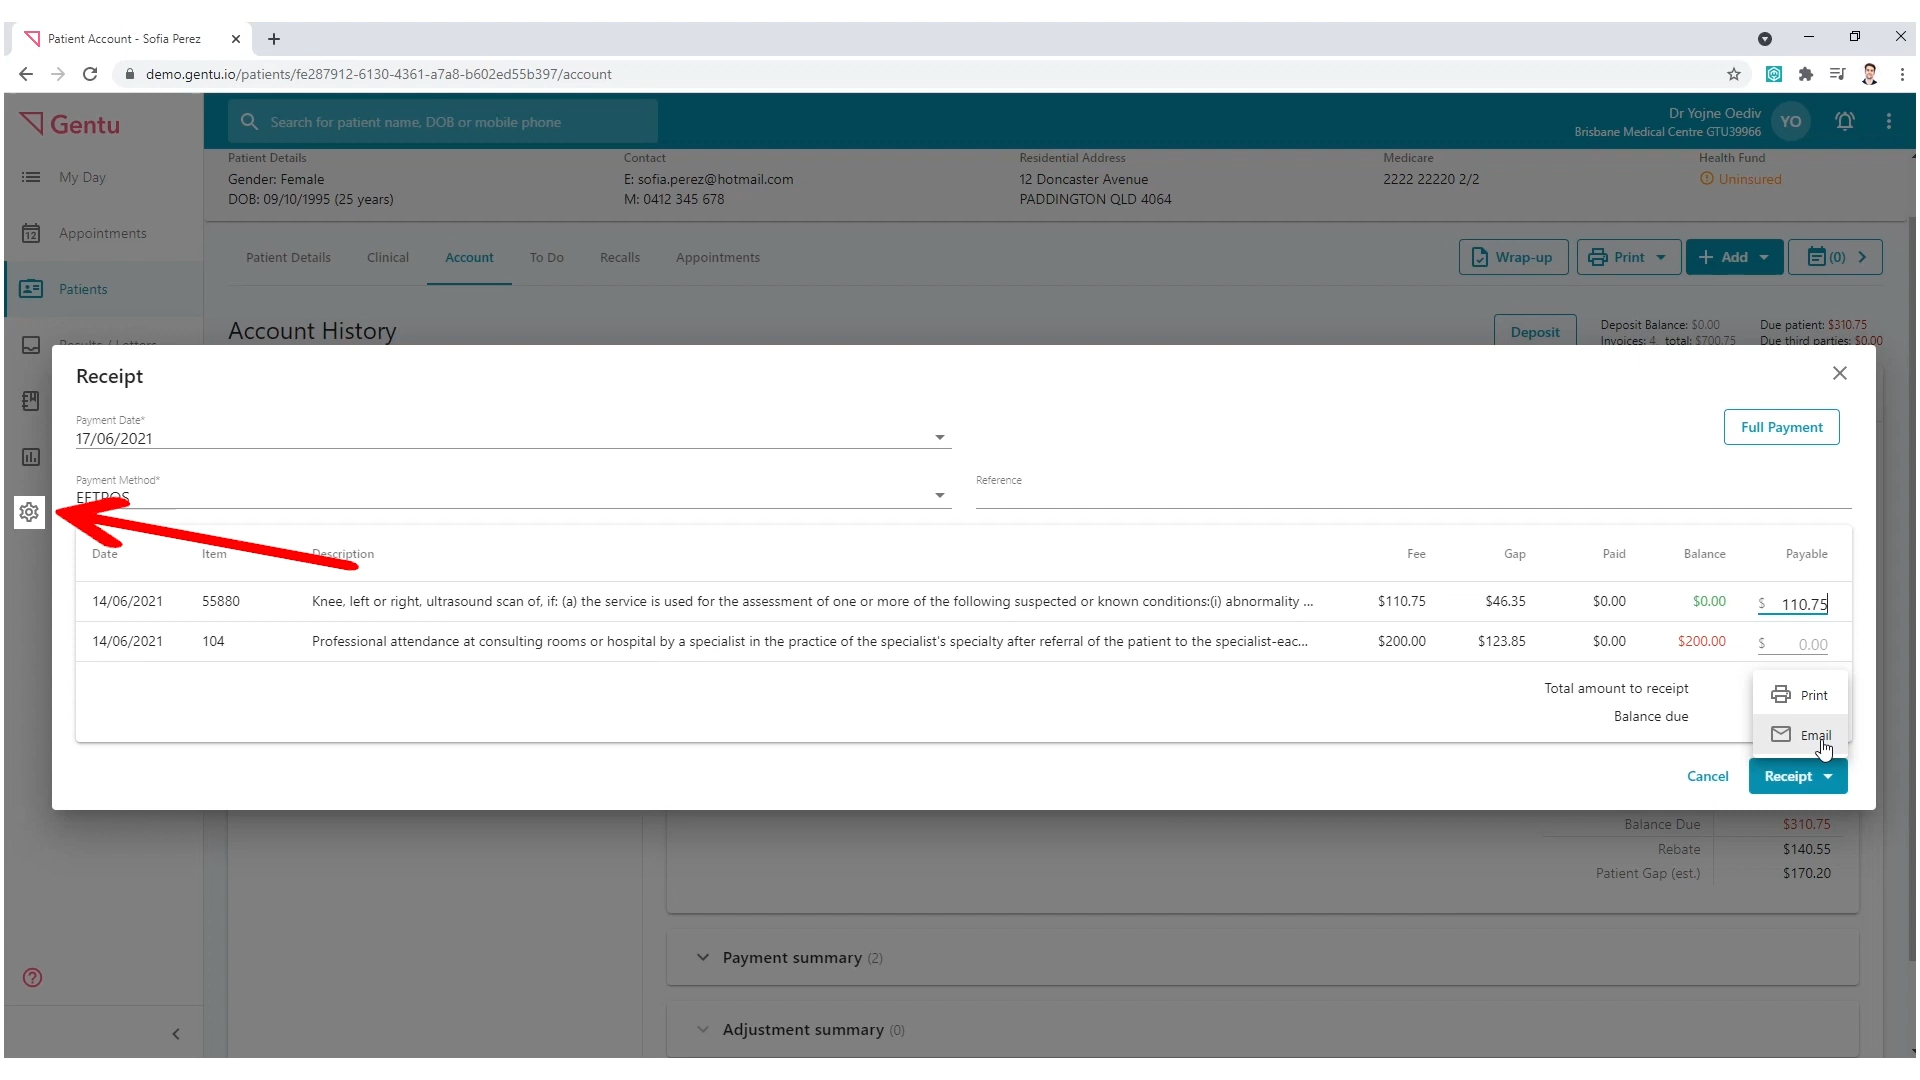 Patient Account - Sofia Perez
demo.gentu.io/patients/fe287912-6130-4361-a7a8-b602ed55b397/account
Gentu
Search for patient name, DOB or mobile phone
Dr Yojne Oediv
Brisbane Medical Centre GTU39966
YO
My Day
12
Appointments
Patients
Patient Details
Contact
Residential Address
Medicare
Health Fund
Gender: Female
E: sofia.perez@hotmail.com
12 Doncaster Avenue
2222 22220 2/2
Uninsured
DOB: 09/10/1995 (25 years)
M: 0412 345 678
PADDINGTON QLD 4064
Patient Details
Clinical
Account
To Do
Recalls
Appointments
Wrap-up
Print
Add
(0)
Account History
Deposit
Deposit Balance: $0.00
Due patient: $310.75
Invoices: 4, total: $700.75
Due third parties: $0.00
Results / Letters
Receipt
Payment Date*
17/06/2021
Full Payment
Payment Method*
EFTPOS
Reference
Date
Item
Description
Fee
Gap
Paid
Balance
Payable
14/06/2021
55880
Knee, left or right, ultrasound scan of, if: (a) the service is used for the assessment of one or more of the following suspected or known conditions:(i) abnormality ...
$110.75
$46.35
$0.00
$0.00
$ 110.75
14/06/2021
104
Professional attendance at consulting rooms or hospital by a specialist in the practice of the specialist's specialty after referral of the patient to the specialist-eac...
$200.00
$123.85
$0.00
$200.00
$ 0.00
Total amount to receipt
Balance due
Print
Email
Cancel
Receipt
Balance Due
$310.75
Rebate
$140.55
Patient Gap (est.)
$170.20
Payment summary (2)
Adjustment summary (0)